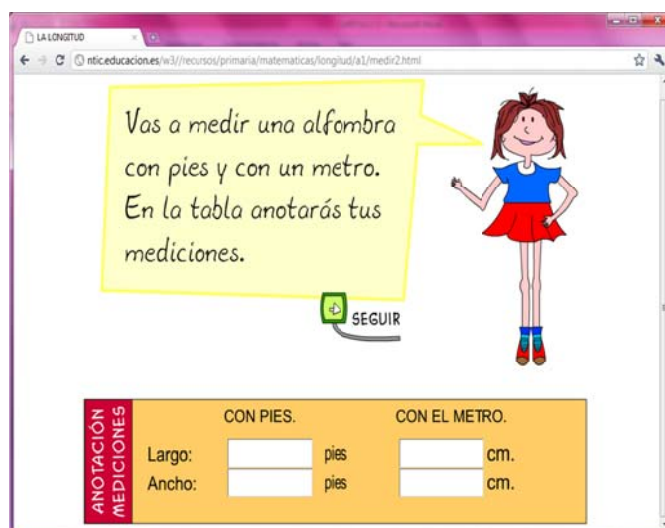 LA LONGITUD
ntic.educacion.es/w3//recursos/primaria/matematicas/longitud/a1/medir2.html
Vas a medir una alfombra
con pies y con un metro.
En la tabla anotarás tus
mediciones.
SEGUIR
ANOTACIÓN
MEDICIONES
CON PIES. CON EL METRO.
Largo: pies cm.
Ancho: pies cm.